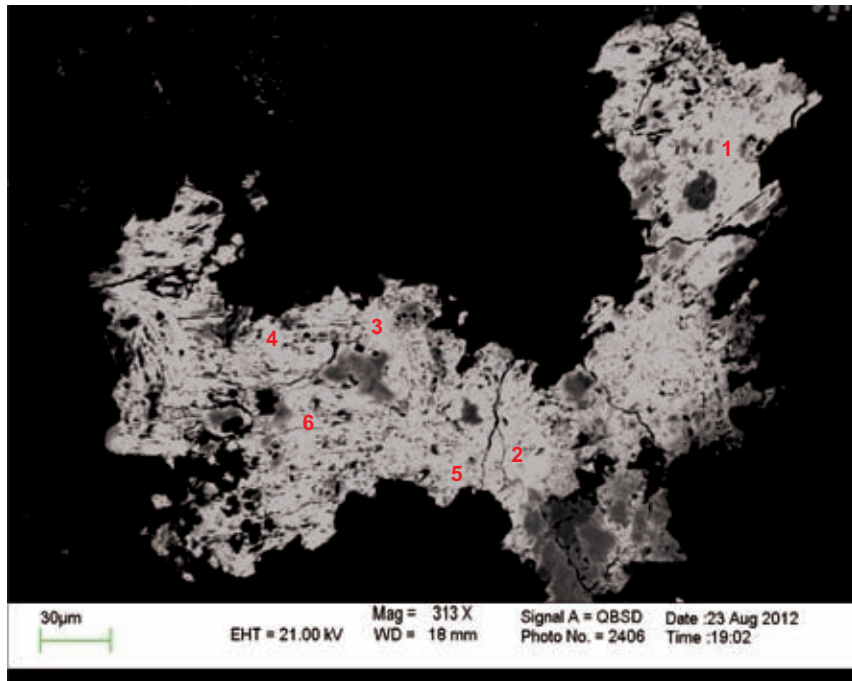 1
3
4
6
2
5
30µm
EHT = 21.00 kV
Mag = 313 X
WD = 18 mm
Signal A = QBSD
Photo No. = 2406
Date :23 Aug 2012
Time :19:02